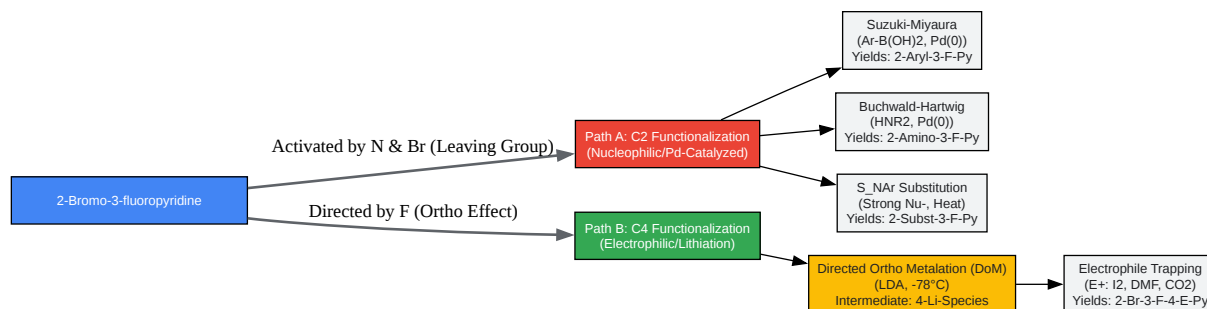 2-Bromo-3-fluoropyridine
Activated by N & Br (Leaving Group)
Directed by F (Ortho Effect)
Path A: C2 Functionalization
(Nucleophilic/Pd-Catalyzed)
Path B: C4 Functionalization
(Electrophilic/Lithiation)
Suzuki-Miyaura
(Ar-B(OH)2, Pd(0))
Yields: 2-Aryl-3-F-Py
Buchwald-Hartwig
(HNR2, Pd(0))
Yields: 2-Amino-3-F-Py
S_NAr Substitution
(Strong Nu-, Heat)
Yields: 2-Subst-3-F-Py
Directed Ortho Metalation (DoM)
(LDA, -78°C)
Intermediate: 4-Li-Species
Electrophile Trapping
(E+: I2, DMF, CO2)
Yields: 2-Br-3-F-4-E-Py